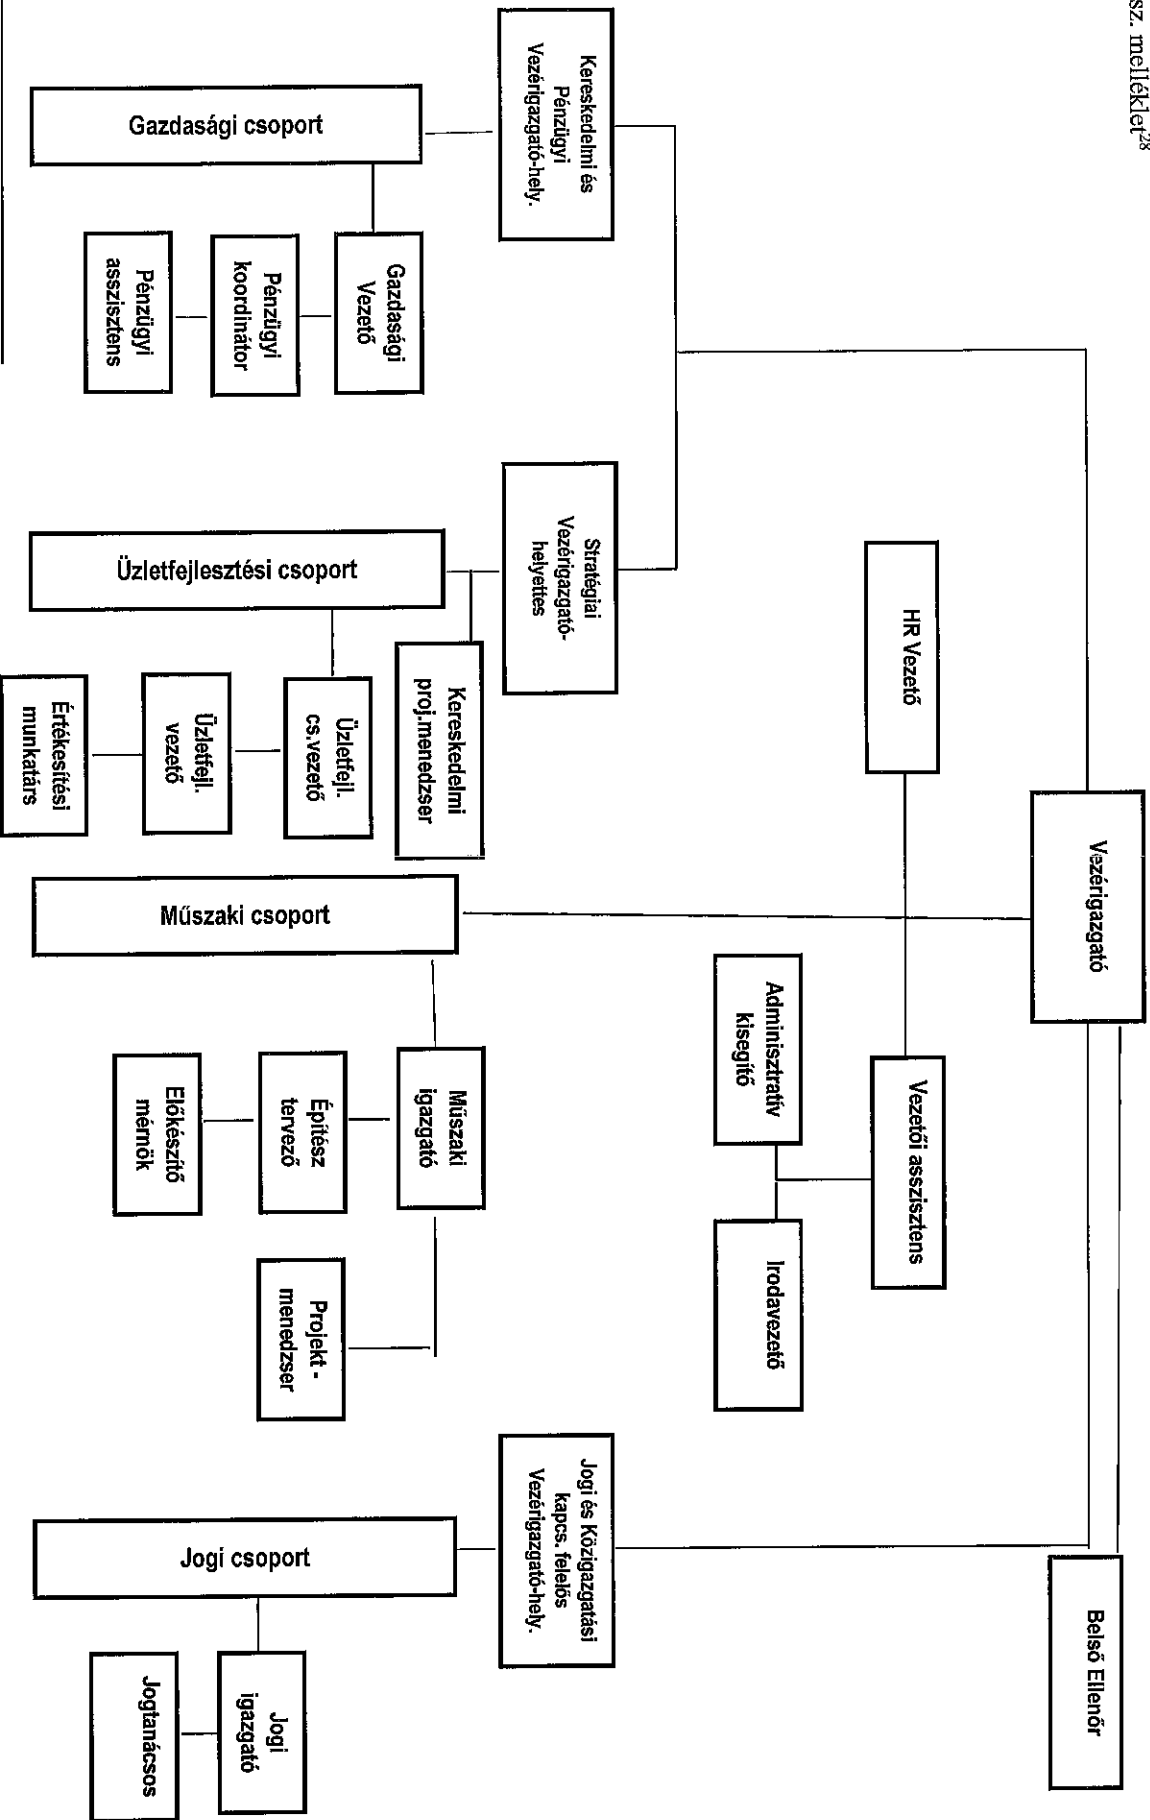 sz. melléklet²⁸
Vezérigazgató
Belső Ellenőr
HR Vezető
Vezetői asszisztens
Adminisztratív
kisegítő
Irodavezető
Kereskedelmi és
Pénzügyi
Vezérigazgató-hely.
Stratégiai
Vezérigazgató-
helyettes
Jogi és Közigazgatási
kapcs. felelős
Vezérigazgató-hely.
Gazdasági csoport
Gazdasági
Vezető
Pénzügyi
koordinátor
Pénzügyi
asszisztens
Üzletfejlesztési csoport
Kereskedelmi
proj.menedzser
Üzletfejl.
cs.vezető
Üzletfejl.
vezető
Értékesítési
munkatárs
Műszaki csoport
Műszaki
igazgató
Építész
tervező
Előkészítő
mérnök
Projekt -
menedzser
Jogi csoport
Jogi
igazgató
Jogtanácsos